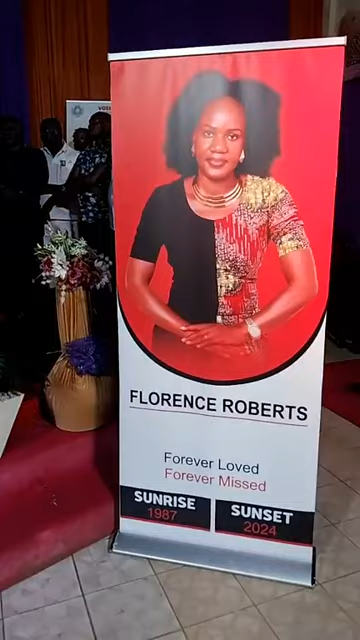 FLORENCE ROBERTS
Forever Loved
Forever Missed
SUNRISE
1987
SUNSET
2024